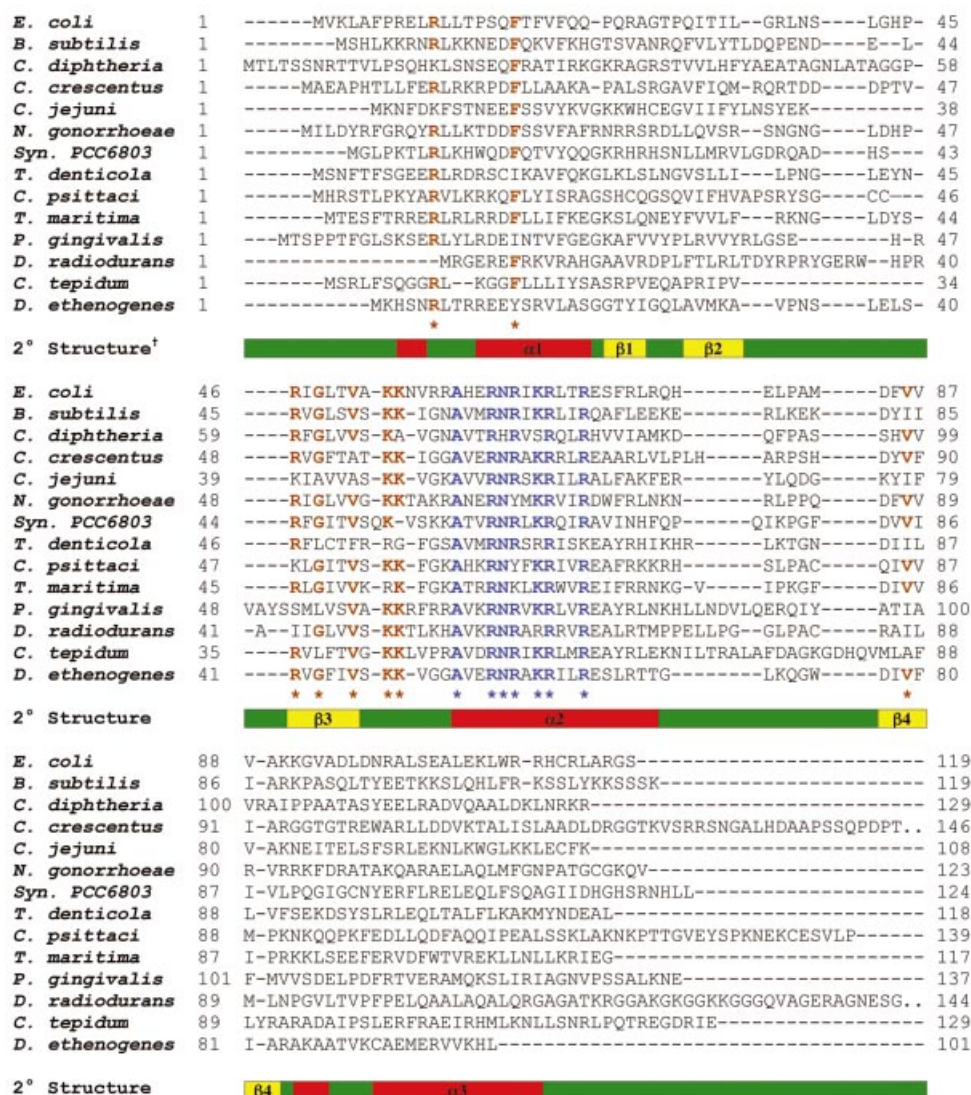 E. coli 1 ------MVKLAFPRELRLLTPSQFTFVFQQ-PQRAGTPQITIL-GRLNS---LGHP- 45
B. subtilis 1 --------MSHLKKRNRLKKNEDFQKVFKHGTSVANRQFVLYTLDQPEND---E--L- 44
C. diphtheria 1 MTLTSSNRTTVLPSQHKLSNSEQFRATIRKGKRAGRSTVVLHFYAEATAGNLATAGGP- 58
C. crescentus 1 -----MAEAPHTLLFERLRKRPDFLLAAKA-PALSRGAVFIQM-RQRTDD---DPTV- 47
C. jejuni 1 --------MKNFDKFSTNEEFSSVYKVGKKWHCEGVIIFYLNSYEK------------ 38
N. gonorrhoeae 1 ----MILDYRFGRQYRLLKTDDFSSVFAFRNRRSRDLLQVSR--SNGNG---LDHP- 47
Syn. PCC6803 1 ---------MGLPKTLRLKHWQDFQTVYQQGKRHRHSNLLMRVLGDRQAD---HS--- 43
T. denticola 1 ------MSNFTFSGEERLRDRSCIKAVFQKGLKLSLNGVSLLI---LPNG---LEYN- 45
C. psittaci 1 -----MHRSTLPKYARVLKRKQFLYISRAGSHCQGSQVIFHVAPSRYSG---CC---- 46
T. maritima 1 ------MTESFTRRERLRLRRDFLLIFKEGKSLQNEYFVVLF---RKNG---LDYS- 44
P. gingivalis 1 ---MTSPPTFGLSKSERLYLRDEINTVFGEGKAFVVYPLRVVYRLGSE-------H-R 47
D. radiodurans 1 ----------------MRGEREFRKVRAHGAAVRDPLFTLRLTDYRPRYGERW--HPR 40
C. tepidum 1 ------MSRLFSQGGRL--KGGFLLLIYSASRPVEQAPRIPV---------------- 34
D. ethenogenes 1 ----------MKHSNRLTRREEYSRVLASGGTYIGQLAVMKA---VPNS---LELS- 40
* *
2° Structure† α1 β1 β2
E. coli 46 ----RIGLTVA-KKNVRRAHERNRIKRLTRESFRLRQH-------ELPAM----DFVV 87
B. subtilis 45 ----RVGLSVS-KK-IGNAVMRNRIKRLIRQAFLEEKE-------RLKEK----DYII 85
C. diphtheria 59 ----RFGLVVS-KA-VGNAVTRHRVSRQLRHVVIAMKD-------QFPAS----SHVV 99
C. crescentus 48 ----RVGFTAT-KK-IGGAVERNRAKRRLREAARLVLPLH-----ARPSH----DYVF 90
C. jejuni 39 ----KIAVVAS-KK-VGKAVVRNRSKRILRALFAKFER-------YLQDG----KYIF 79
N. gonorrhoeae 48 ----RIGLVVG-KKTAKRANERNYMKRVIRDWFRLNKN-------RLPPQ----DFVV 89
Syn. PCC6803 44 ----RFGITVSQK-VSKKATVRNRLKRQIRAVINHFQP------QIKPGF----DVVI 86
T. denticola 46 ----RFLCTFR-RG-FGSAVMRNRSRRISKEAYRHIKHR------LKTGN----DIIL 87
C. psittaci 47 ----KLGITVS-KK-FGKAHKRNYFKRIVREAFRKKRH-------SLPAC----QIVV 87
T. maritima 45 ----RLGIVVK-RK-FGKATRRNKLKRWVREIFRRNKG-V-----IPKGF----DIVV 86
P. gingivalis 48 VAYSSMLVSVA-KKRFRRAVKRNRVKRLVREAYRLNKHLLNDVLQERQIY----ATIA 100
D. radiodurans 41 -A--IIGLVVS-KKTLKHAVKRNRARRRVREALRTMPPELLPG--GLPAC----RAIL 88
C. tepidum 35 ----RVLFTVS-KKLVPRAVDRNRIKRLMREAYRLEKNILTRALAFDAGKGDHQVMLAF 88
D. ethenogenes 41 ----RVGFVVS-KK-VGGAVERNRIKRILRESLRTTG--------LKQGW----DIVF 80
* * * ** * *** ** * *
2° Structure β3 α2 β4
E. coli 88 V-AKKGVADLDNRALSEALEKLWR-RHCRLARGS------------------------ 119
B. subtilis 86 I-ARKPASQLTYEETKKSLQHLFR-KSSLYKKSSSK---------------------- 119
C. diphtheria 100 VRAIPPAATASYEELRADVQAALDKLNRKR---------------------------- 129
C. crescentus 91 I-ARGGTGTREWARLLDDVKTALISLAADLDRGGTKVSRRSNGALHDAAPSSQPDPT.. 146
C. jejuni 80 V-AKNEITELSFSRLEKNLKWGLKKLECFK---------------------------- 108
N. gonorrhoeae 90 R-VRRKFDRATAKQARAELAQLMFGNPATGCGKQV----------------------- 123
Syn. PCC6803 87 I-VLPQGIGCNYERFLRELEQLFSQAGIIDHGHSRNHLL------------------- 124
T. denticola 88 L-VFSEKDSYSLRLEQLTALFLKAKMYNDEAL-------------------------- 118
C. psittaci 88 M-PKNKQQPKFEDLLQDFAQQIPEALSSKLAKNKPTTGVEYSPKNEKCESVLP------ 139
T. maritima 87 I-PRKKLSEEFERVDFWTVREKLLNLLKRIEG-------------------------- 117
P. gingivalis 101 F-MVVSDELPDFRTVERAMQKSLIRIAGNVPSSALKNE-------------------- 137
D. radiodurans 89 M-LNPGVLTVPFPELQAALAQALQRGAGATKRGGAKGKGGKKGGGQVAGERAGNESG.. 144
C. tepidum 89 LYRARADAIPSLERFRAEIRHMLKNLLSNRLPQTREGDRIE----------------- 129
D. ethenogenes 81 I-ARAKAATVKCAEMERVVKHL------------------------------------ 101
2° Structure β4 α3